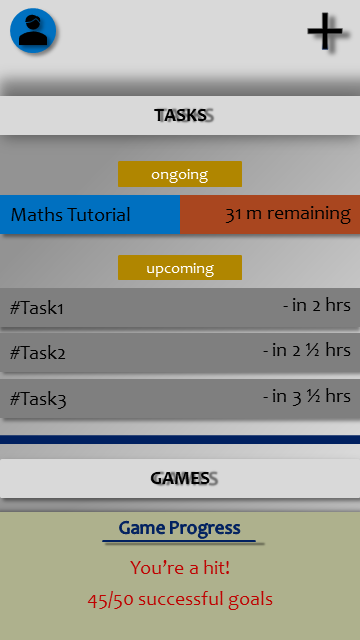 TASKS
ongoing
Maths Tutorial 31 m remaining
upcoming
#Task1 - in 2 hrs
#Task2 - in 2 ½ hrs
#Task3 - in 3 ½ hrs
GAMES
Game Progress
You're a hit!
45/50 successful goals